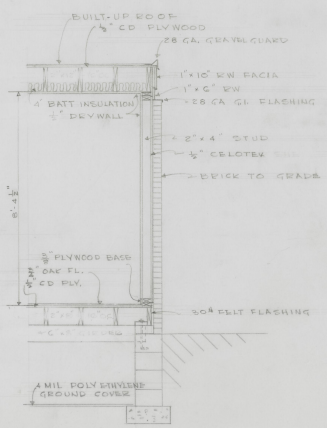 BUILT-UP ROOF
½" CD PLYWOOD
28 GA. GRAVEL GUARD
1"×10" RW FACIA
1"×6" RW
28 GA GI FLASHING
4" BATT INSULATION
½" DRYWALL
2"×4" STUD
½" CELOTEX
BRICK TO GRADE
8'-4½"
PLYWOOD BASE
OAK FL.
CD PLY.
30# FELT FLASHING
4 MIL POLYETHYLENE
GROUND COVER